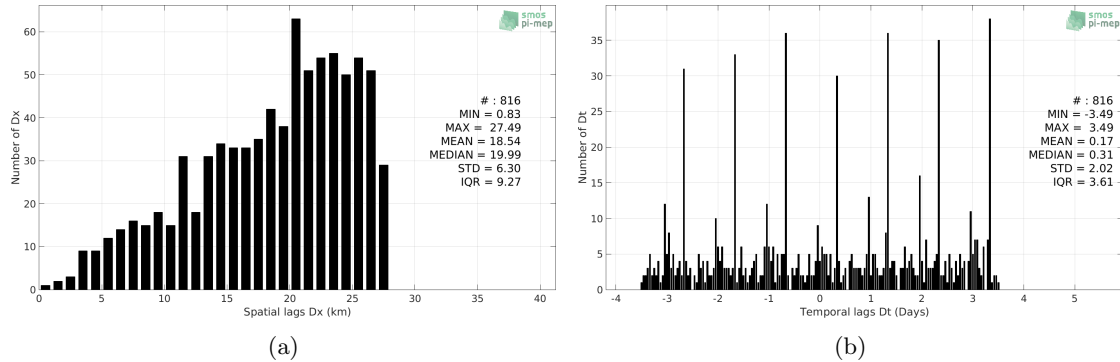 smos
pi-mep
60
50
40
30
20
10
0
Number of Dx
# : 816
MIN = 0.83
MAX = 27.49
MEAN = 18.54
MEDIAN = 19.99
STD = 6.30
IQR = 9.27
0 5 10 15 20 25 30 35 40
Spatial lags Dx (km)
(a)
smos
pi-mep
35
30
25
20
15
10
5
0
Number of Dt
# : 816
MIN = -3.49
MAX = 3.49
MEAN = 0.17
MEDIAN = 0.31
STD = 2.02
IQR = 3.61
-4 -3 -2 -1 0 1 2 3 4 5
Temporal lags Dt (Days)
(b)